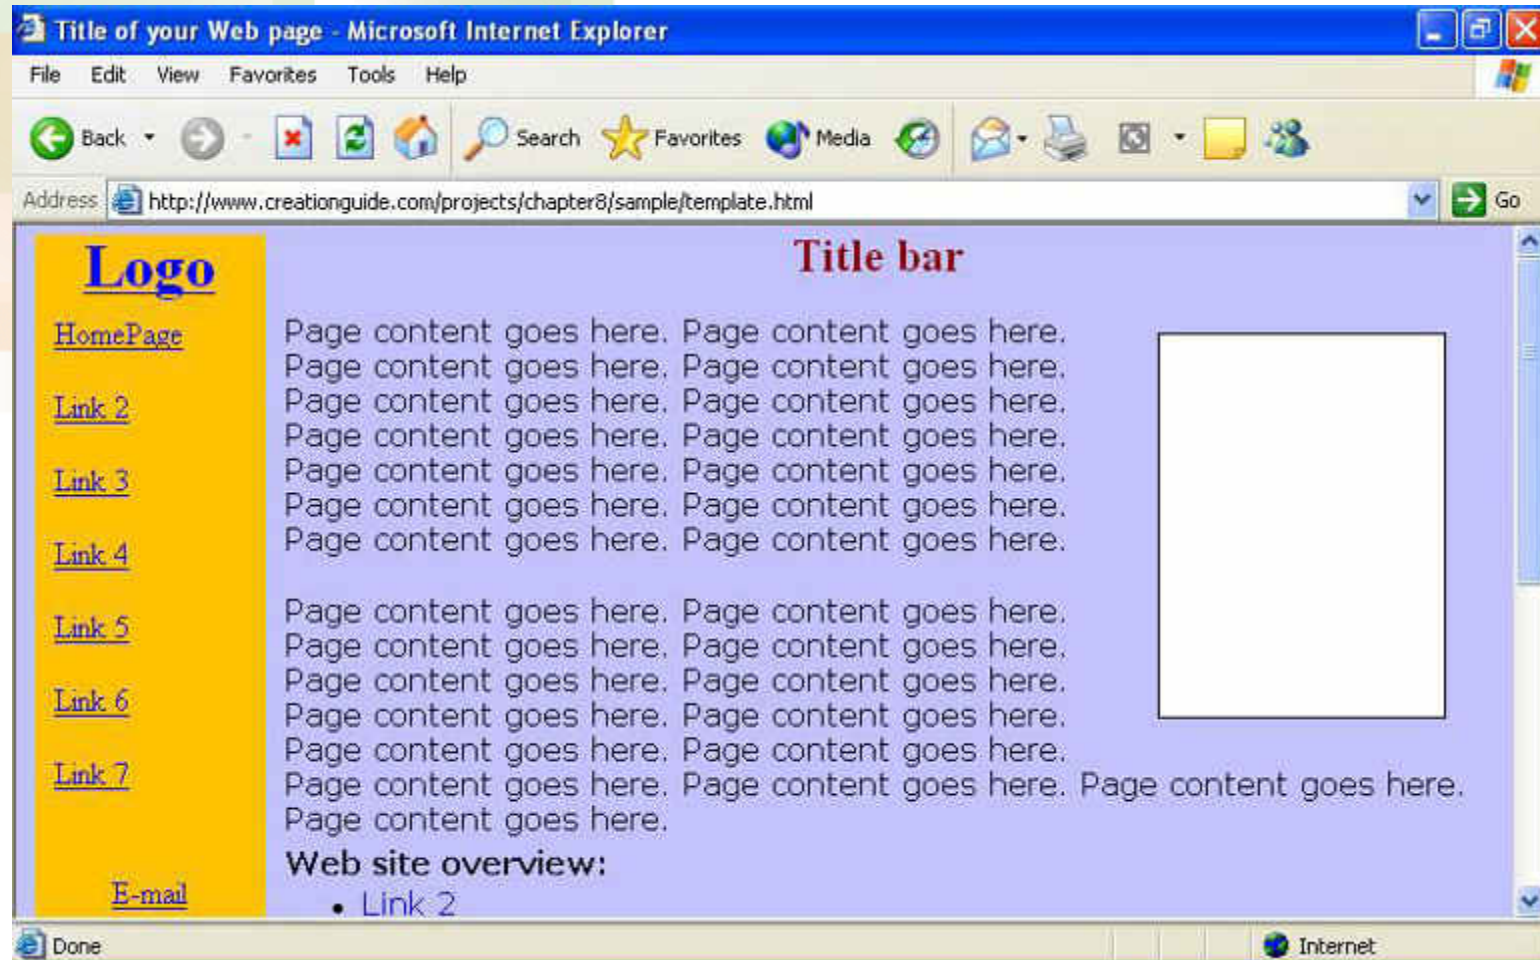 Title of your Web page - Microsoft Internet Explorer
File Edit View Favorites Tools Help
Back Search Favorites Media
Address http://www.creationguide.com/projects/chapter8/sample/template.html Go
Logo
Title bar
HomePage
Link 2
Link 3
Link 4
Link 5
Link 6
Link 7
E-mail
Page content goes here. Page content goes here.
Page content goes here. Page content goes here.
Page content goes here. Page content goes here.
Page content goes here. Page content goes here.
Page content goes here. Page content goes here.
Page content goes here. Page content goes here.
Page content goes here. Page content goes here.
Page content goes here. Page content goes here.
Page content goes here. Page content goes here.
Page content goes here. Page content goes here.
Page content goes here. Page content goes here.
Page content goes here. Page content goes here.
Page content goes here. Page content goes here. Page content goes here.
Page content goes here.
Web site overview:
• Link 2
Done Internet